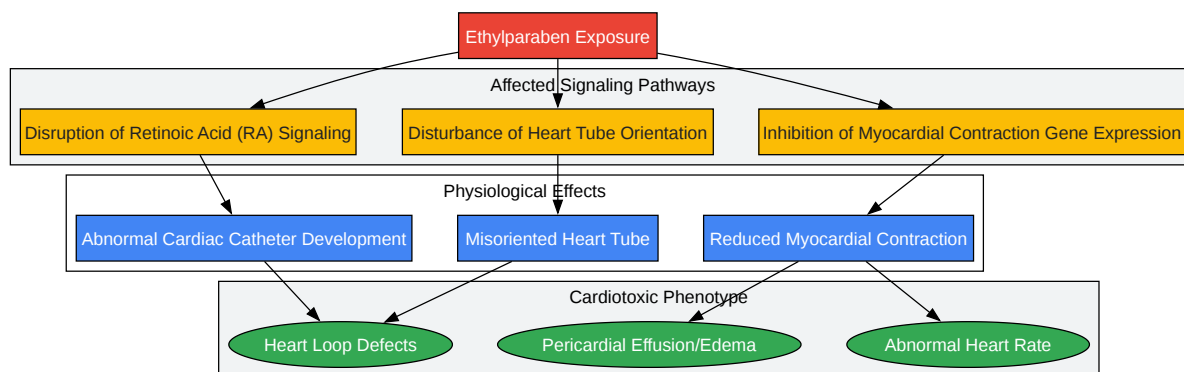 Ethylparaben Exposure
Affected Signaling Pathways
Disruption of Retinoic Acid (RA) Signaling
Disturbance of Heart Tube Orientation
Inhibition of Myocardial Contraction Gene Expression
Physiological Effects
Abnormal Cardiac Catheter Development
Misoriented Heart Tube
Reduced Myocardial Contraction
Cardiotoxic Phenotype
Heart Loop Defects
Pericardial Effusion/Edema
Abnormal Heart Rate